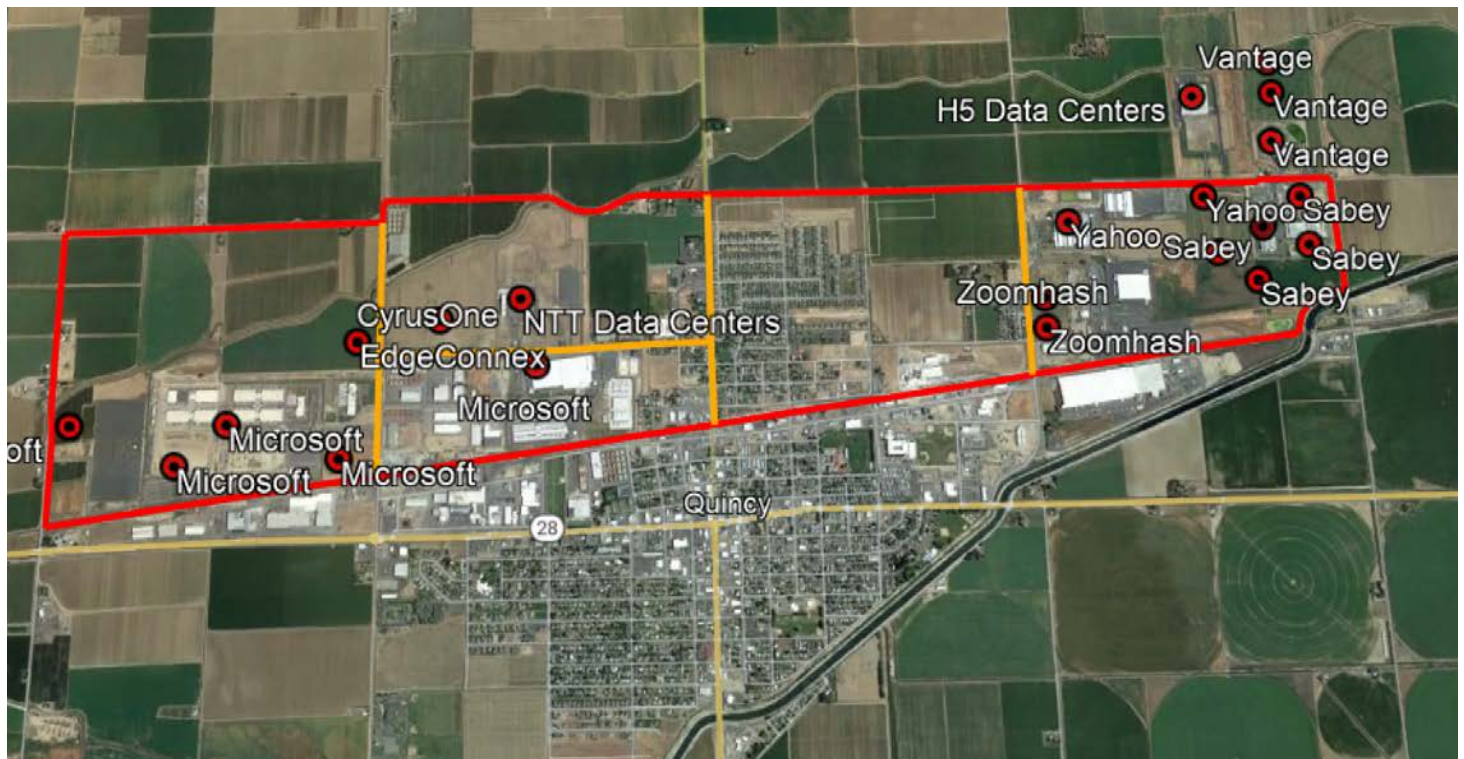 Vantage
H5 Data Centers
Vantage
Vantage
Yahoo
Sabey
Yahoo
Sabey
Sabey
Zoomhash
Sabey
CyrusOne
NTT Data Centers
Zoomhash
EdgeConnex
Microsoft
Microsoft
oft
Microsoft
Microsoft
Quincy
28